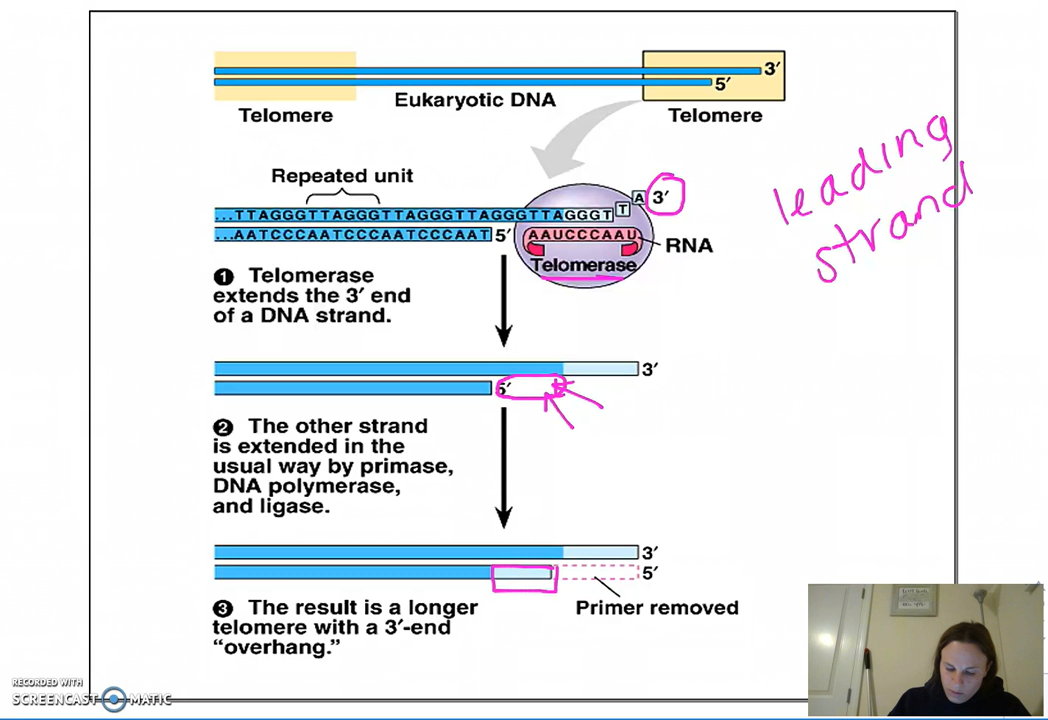 3′
5′
Eukaryotic DNA
Telomere
Telomere
leading
strand
Repeated unit
A 3′
T
...TTAGGGTTAGGGTTAGGGTTAGGGTTAGGGT
...AATCCCAATCCCAATCCCAAT 5′
AAUCCCAAU
RNA
Telomerase
1 Telomerase
extends the 3′ end
of a DNA strand.
3′
5′
2 The other strand
is extended in the
usual way by primase,
DNA polymerase,
and ligase.
3′
5′
Primer removed
3 The result is a longer
telomere with a 3′-end
“overhang.”
RECORDED WITH
SCREENCAST MATIC